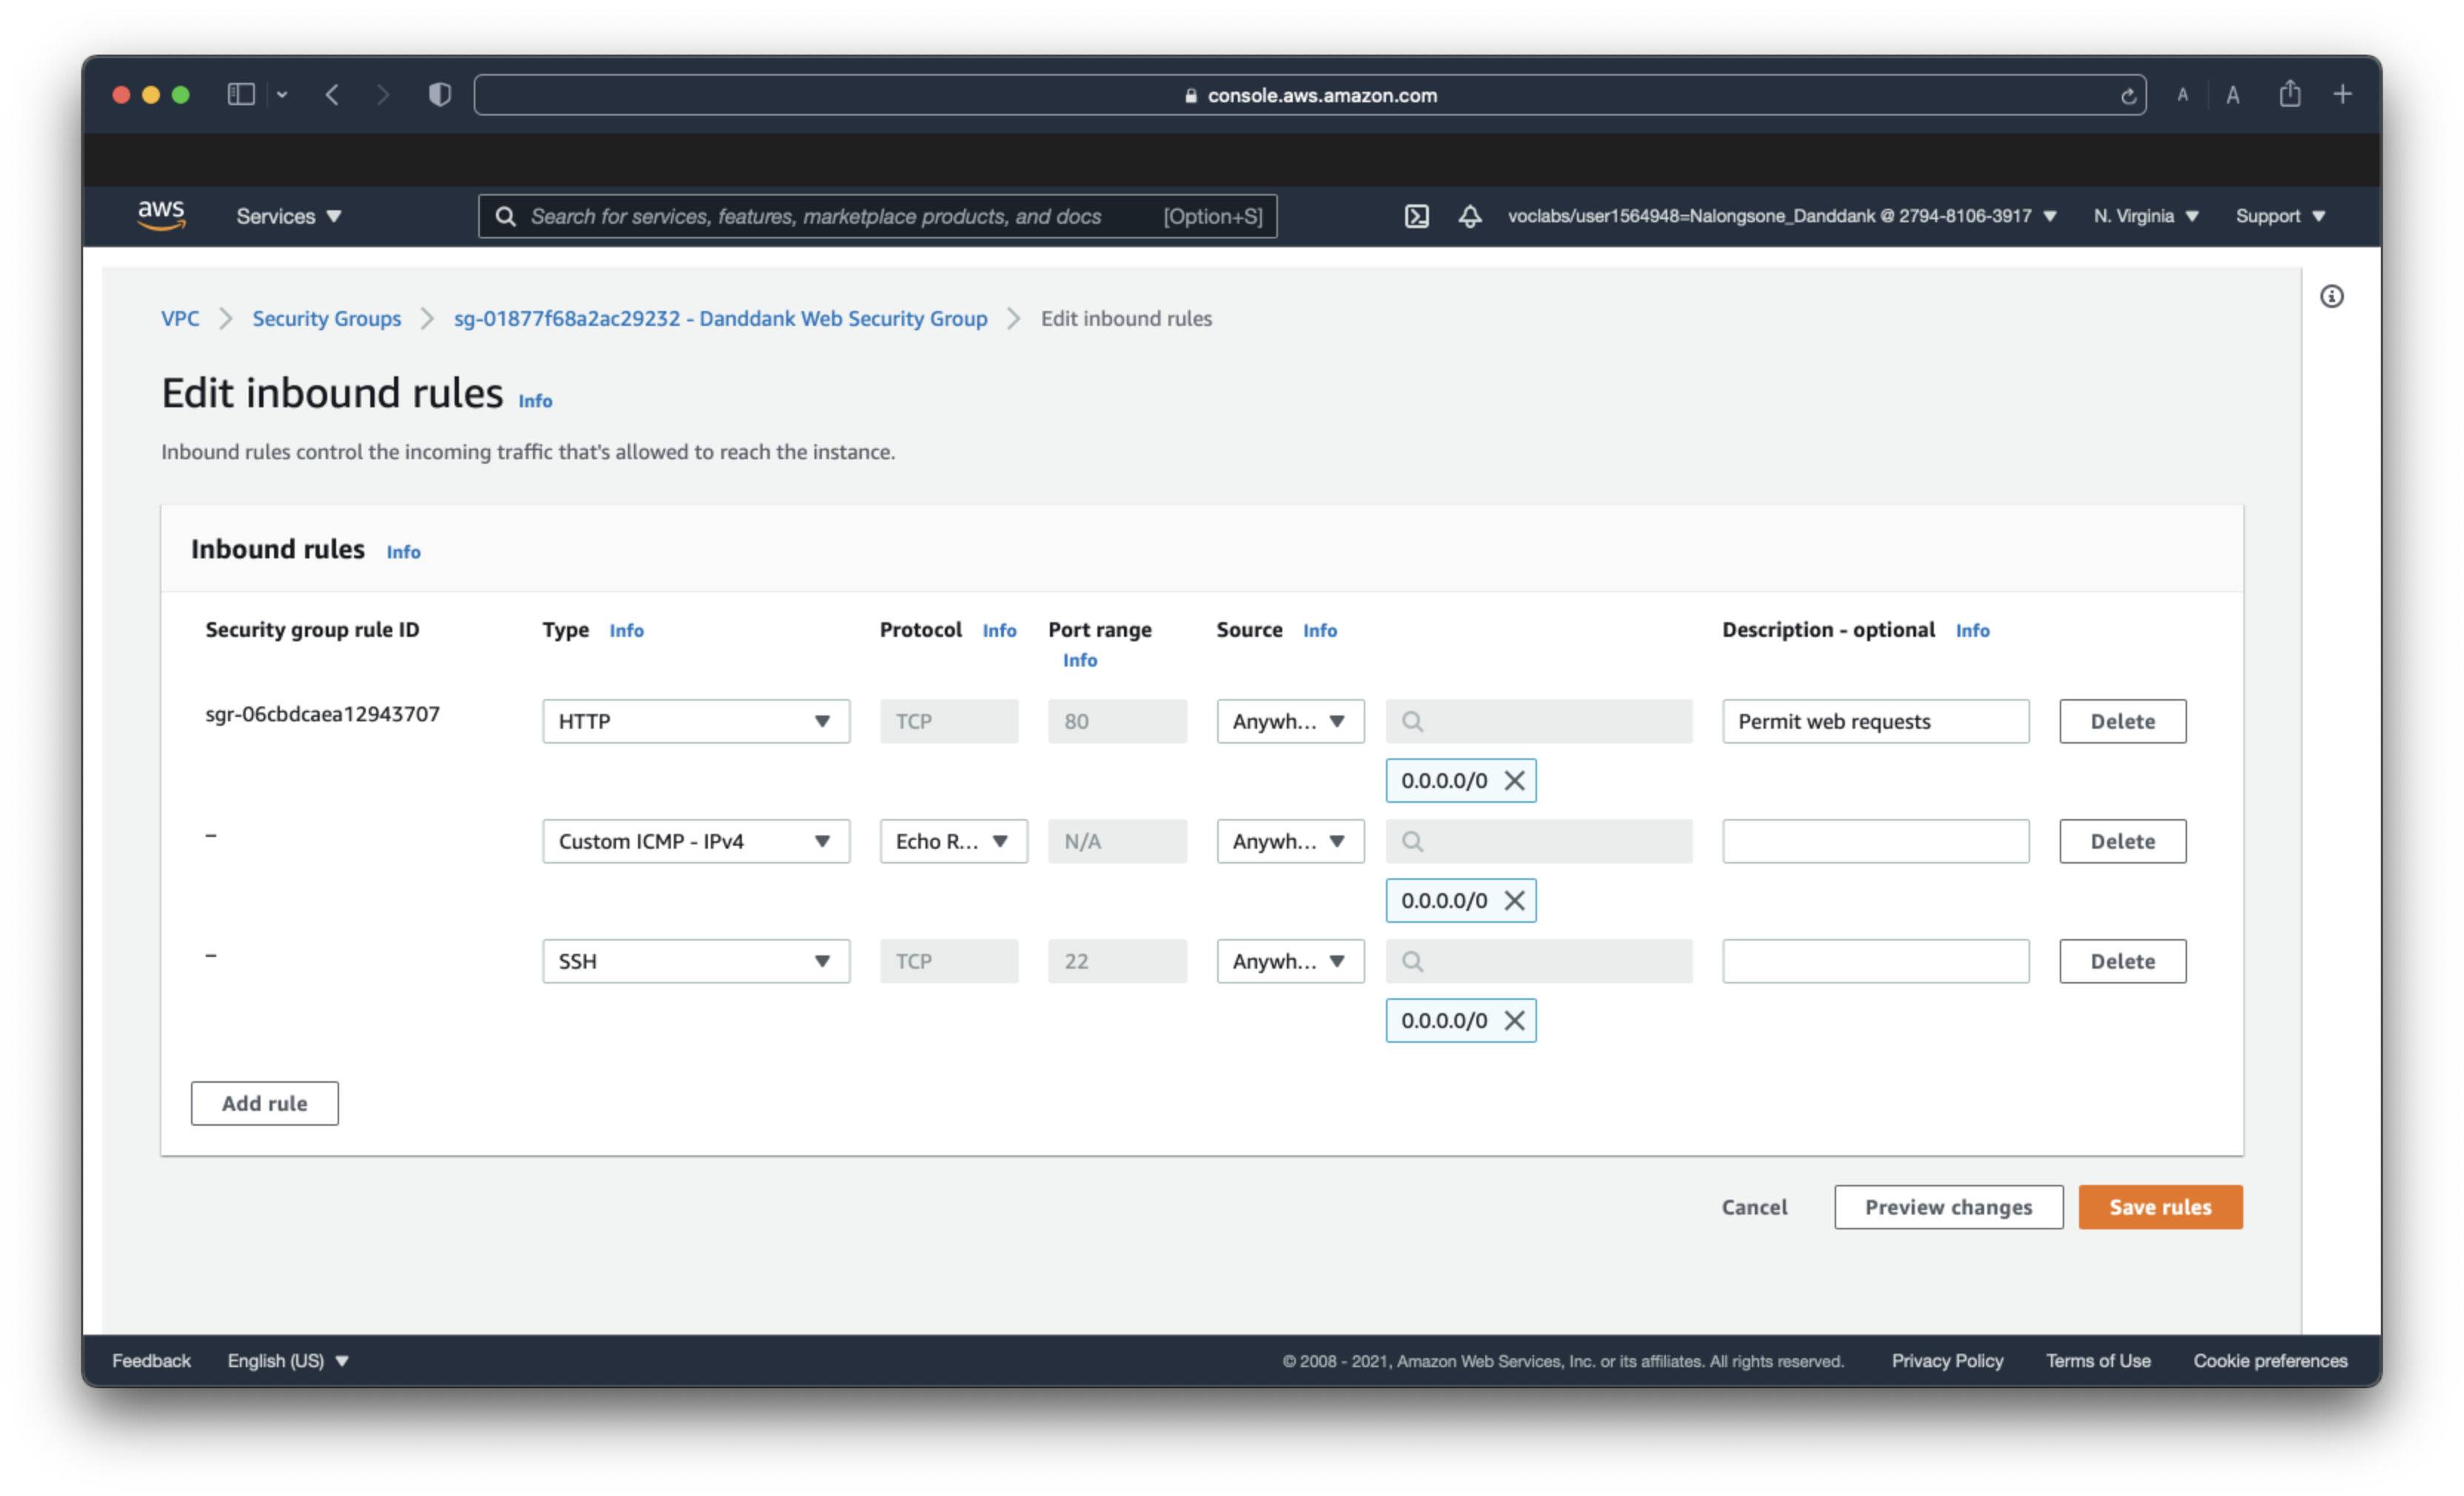 console.aws.amazon.com A A
aws Services Search for services, features, marketplace products, and docs [Option+S] voclabs/user1564948=Nalongsone_Danddank @ 2794-8106-3917 N. Virginia Support
VPC Security Groups sg-01877f68a2ac29232 - Danddank Web Security Group Edit inbound rules
Edit inbound rules Info
Inbound rules control the incoming traffic that's allowed to reach the instance.
Inbound rules Info
Security group rule ID Type Info Protocol Info Port range Source Info Description - optional Info
Info
sgr-06cbdcaea12943707 HTTP TCP 80 Anywh... Permit web requests Delete
0.0.0.0/0
– Custom ICMP - IPv4 Echo R... N/A Anywh... Delete
0.0.0.0/0
– SSH TCP 22 Anywh... Delete
0.0.0.0/0
Add rule
Cancel Preview changes Save rules
Feedback English (US) © 2008 - 2021, Amazon Web Services, Inc. or its affiliates. All rights reserved. Privacy Policy Terms of Use Cookie preferences